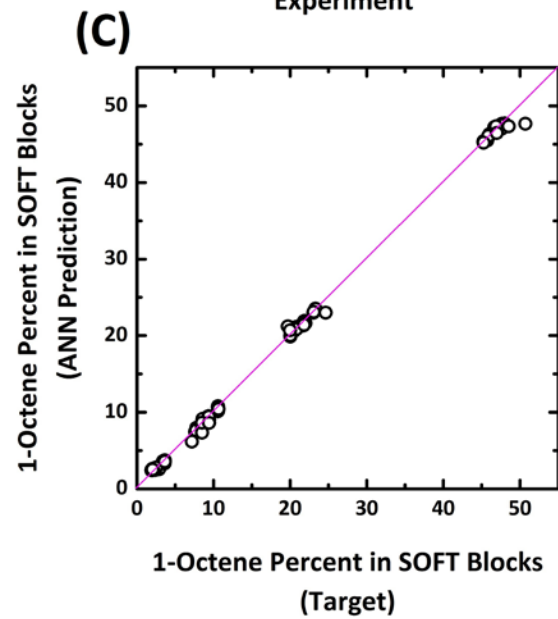 Experiment
(C)
1-Octene Percent in SOFT Blocks
(ANN Prediction)
50
40
30
20
10
0
0 10 20 30 40 50
1-Octene Percent in SOFT Blocks
(Target)